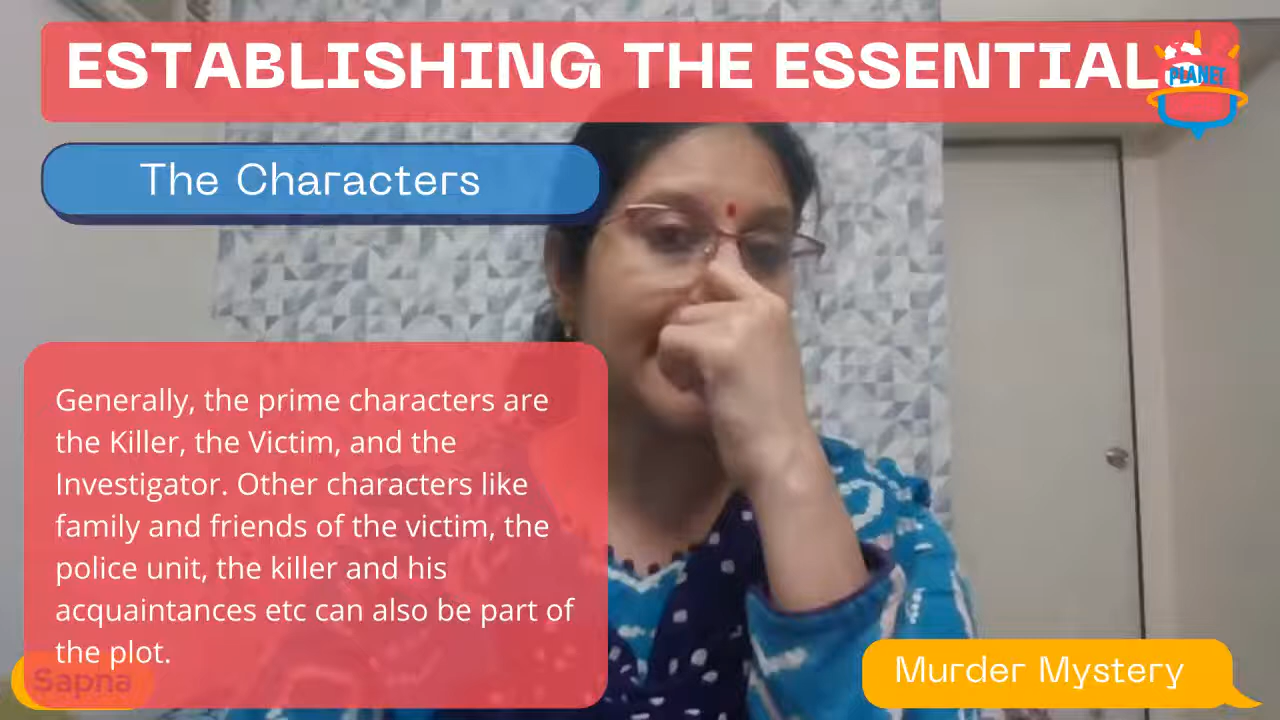 ESTABLISHING THE ESSENTIAL
PLANET
The Characters
Generally, the prime characters are
the Killer, the Victim, and the
Investigator. Other characters like
family and friends of the victim, the
police unit, the killer and his
acquaintances etc can also be part of
the plot.
Sapna
Murder Mystery